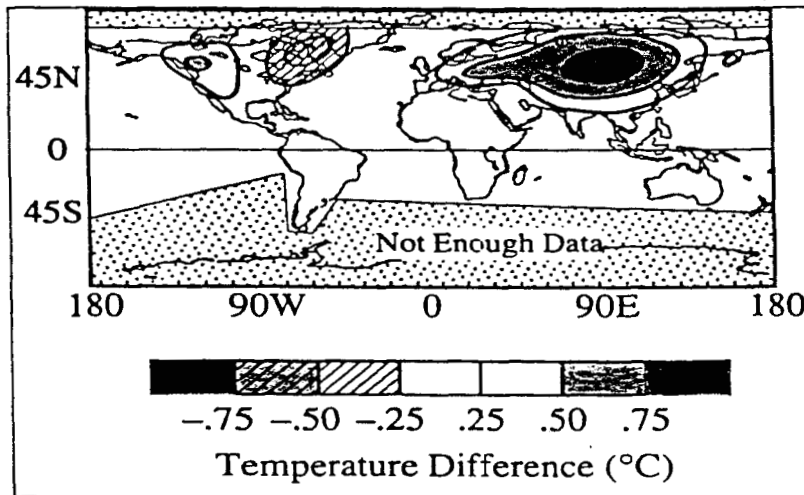 45N
0
45S
Not Enough Data
180 90W 0 90E 180
−.75 −.50 −.25 .25 .50 .75
Temperature Difference (°C)